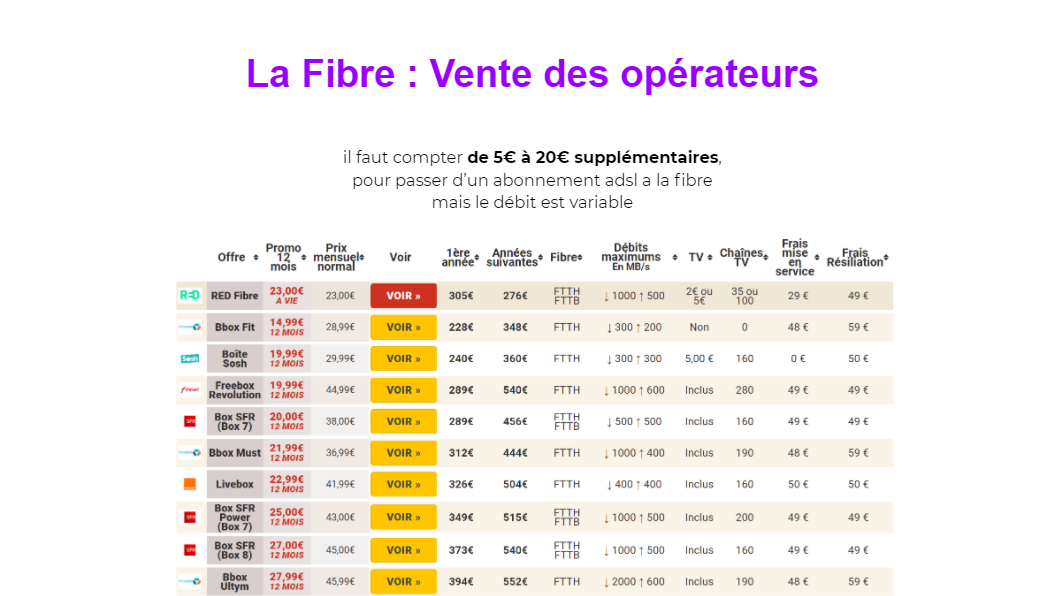 La Fibre : Vente des opérateurs
il faut compter de 5€ à 20€ supplémentaires,
pour passer d'un abonnement adsl a la fibre
mais le débit est variable
Offre Promo 12 mois Prix mensuel normal Voir 1ère année Années suivantes Fibre Débits maximums En MB/s TV Chaînes TV Frais mise en service Frais Résiliation
RED RED Fibre 23,00€ A VIE 23,00€ VOIR » 305€ 276€ FTTH FTTB ↓ 1000 ↑ 500 2€ ou 5€ 35 ou 100 29 € 49 €
Bbox Fit 14,99€ 12 MOIS 28,99€ VOIR » 228€ 348€ FTTH ↓ 300 ↑ 200 Non 0 48 € 59 €
Sosh Boîte Sosh 19,99€ 12 MOIS 29,99€ VOIR » 240€ 360€ FTTH ↓ 300 ↑ 300 5,00 € 160 0 € 50 €
free Freebox Revolution 19,99€ 12 MOIS 44,99€ VOIR » 289€ 540€ FTTH ↓ 1000 ↑ 600 Inclus 280 49 € 49 €
SFR Box SFR (Box 7) 20,00€ 12 MOIS 38,00€ VOIR » 289€ 456€ FTTH FTTB ↓ 500 ↑ 500 Inclus 160 49 € 49 €
Bbox Must 21,99€ 12 MOIS 36,99€ VOIR » 312€ 444€ FTTH ↓ 1000 ↑ 400 Inclus 190 48 € 59 €
Livebox 22,99€ 12 MOIS 41,99€ VOIR » 326€ 504€ FTTH ↓ 400 ↑ 400 Inclus 160 50 € 50 €
SFR Box SFR Power (Box 7) 25,00€ 12 MOIS 43,00€ VOIR » 349€ 515€ FTTH FTTB ↓ 1000 ↑ 500 Inclus 200 49 € 49 €
SFR Box SFR (Box 8) 27,00€ 12 MOIS 45,00€ VOIR » 373€ 540€ FTTH FTTB ↓ 1000 ↑ 500 Inclus 160 49 € 49 €
Bbox Ultym 27,99€ 12 MOIS 45,99€ VOIR » 394€ 552€ FTTH ↓ 2000 ↑ 600 Inclus 190 48 € 59 €